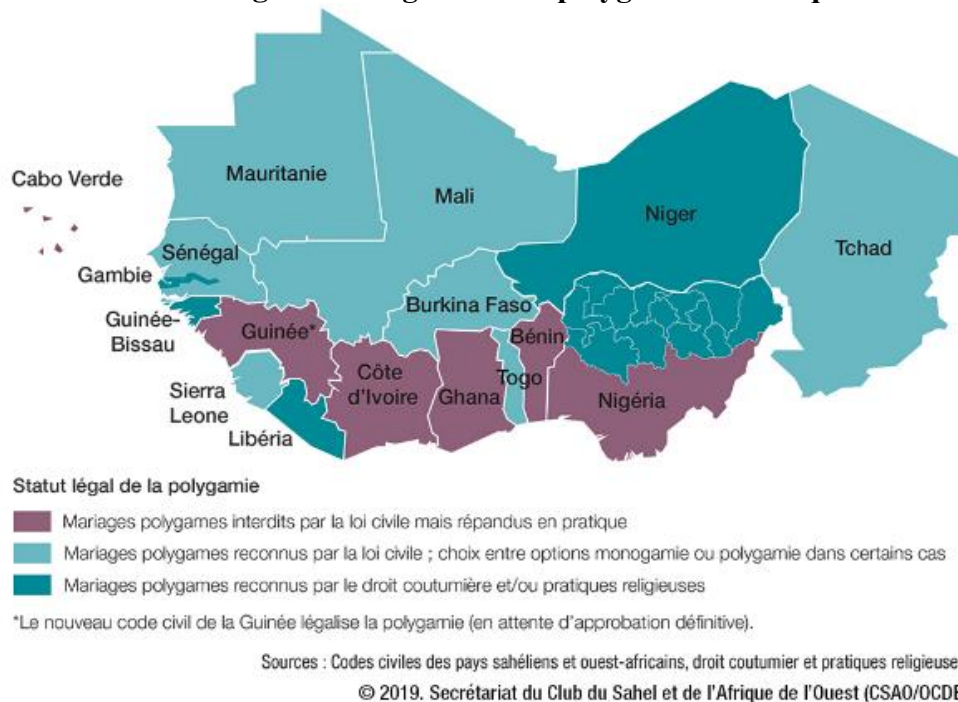 Cabo Verde
Mauritanie
Mali
Niger
Tchad
Sénégal
Gambie
Burkina Faso
Guinée-
Bissau
Guinée*
Bénin
Côte
d'Ivoire
Ghana
Togo
Nigéria
Sierra
Leone
Libéria
Statut légal de la polygamie
Mariages polygames interdits par la loi civile mais répandus en pratique
Mariages polygames reconnus par la loi civile ; choix entre options monogamie ou polygamie dans certains cas
Mariages polygames reconnus par le droit coutumière et/ou pratiques religieuses
*Le nouveau code civil de la Guinée légalise la polygamie (en attente d'approbation définitive).
Sources : Codes civiles des pays sahéliens et ouest-africains, droit coutumier et pratiques religieuse
© 2019. Secrétariat du Club du Sahel et de l'Afrique de l'Ouest (CSAO/OCDE